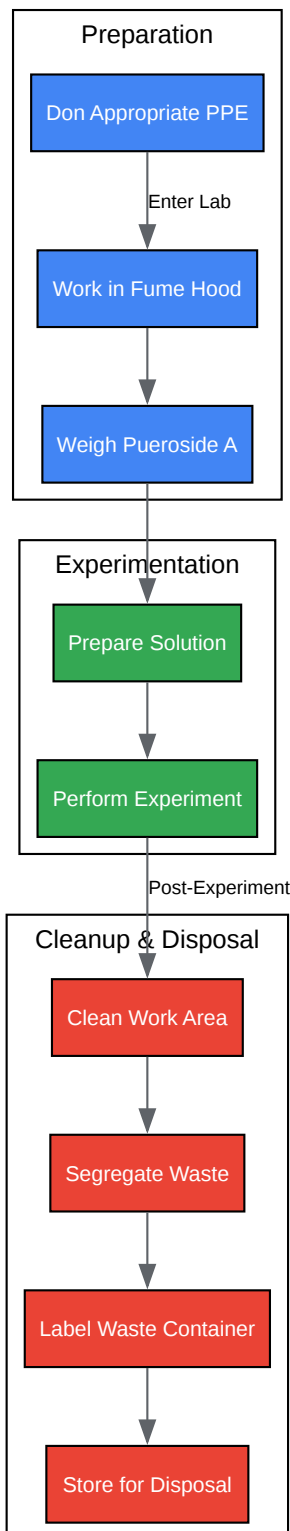 Preparation
Don Appropriate PPE
Enter Lab
Work in Fume Hood
Weigh Pueroside A
Experimentation
Prepare Solution
Perform Experiment
Post-Experiment
Cleanup & Disposal
Clean Work Area
Segregate Waste
Label Waste Container
Store for Disposal